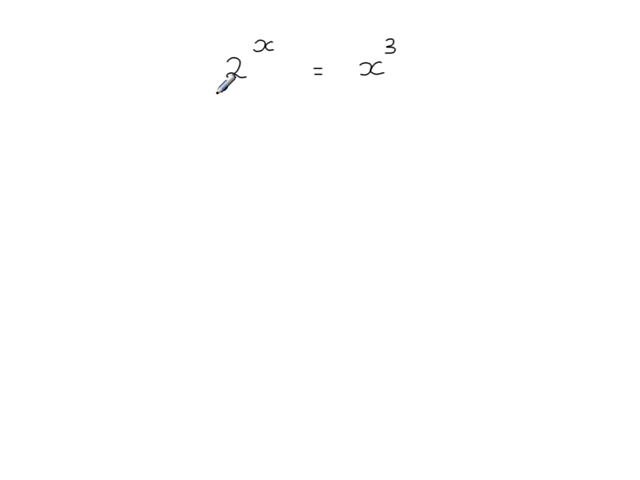 2^x = x^3